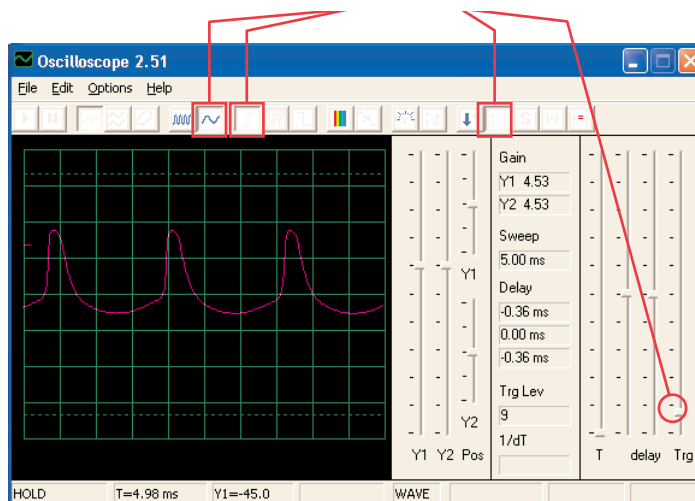 Oscilloscope 2.51
File Edit Options Help
S W
Gain
Y1 4.53
Y2 4.53
Sweep
5.00 ms
Y1
Delay
-0.36 ms
0.00 ms
-0.36 ms
Trg Lev
9
Y2
1/dT
Y1 Y2 Pos
T delay Trg
HOLD T=4.98 ms Y1=-45.0 WAVE